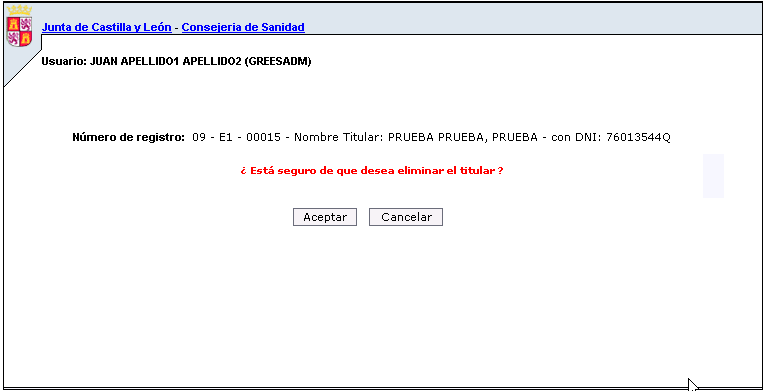 Junta de Castilla y León - Consejeria de Sanidad
Usuario: JUAN APELLIDO1 APELLIDO2 (GREESADM)
Número de registro: 09 - E1 - 00015 - Nombre Titular: PRUEBA PRUEBA, PRUEBA - con DNI: 76013544Q
¿ Está seguro de que desea eliminar el titular ?
Aceptar Cancelar